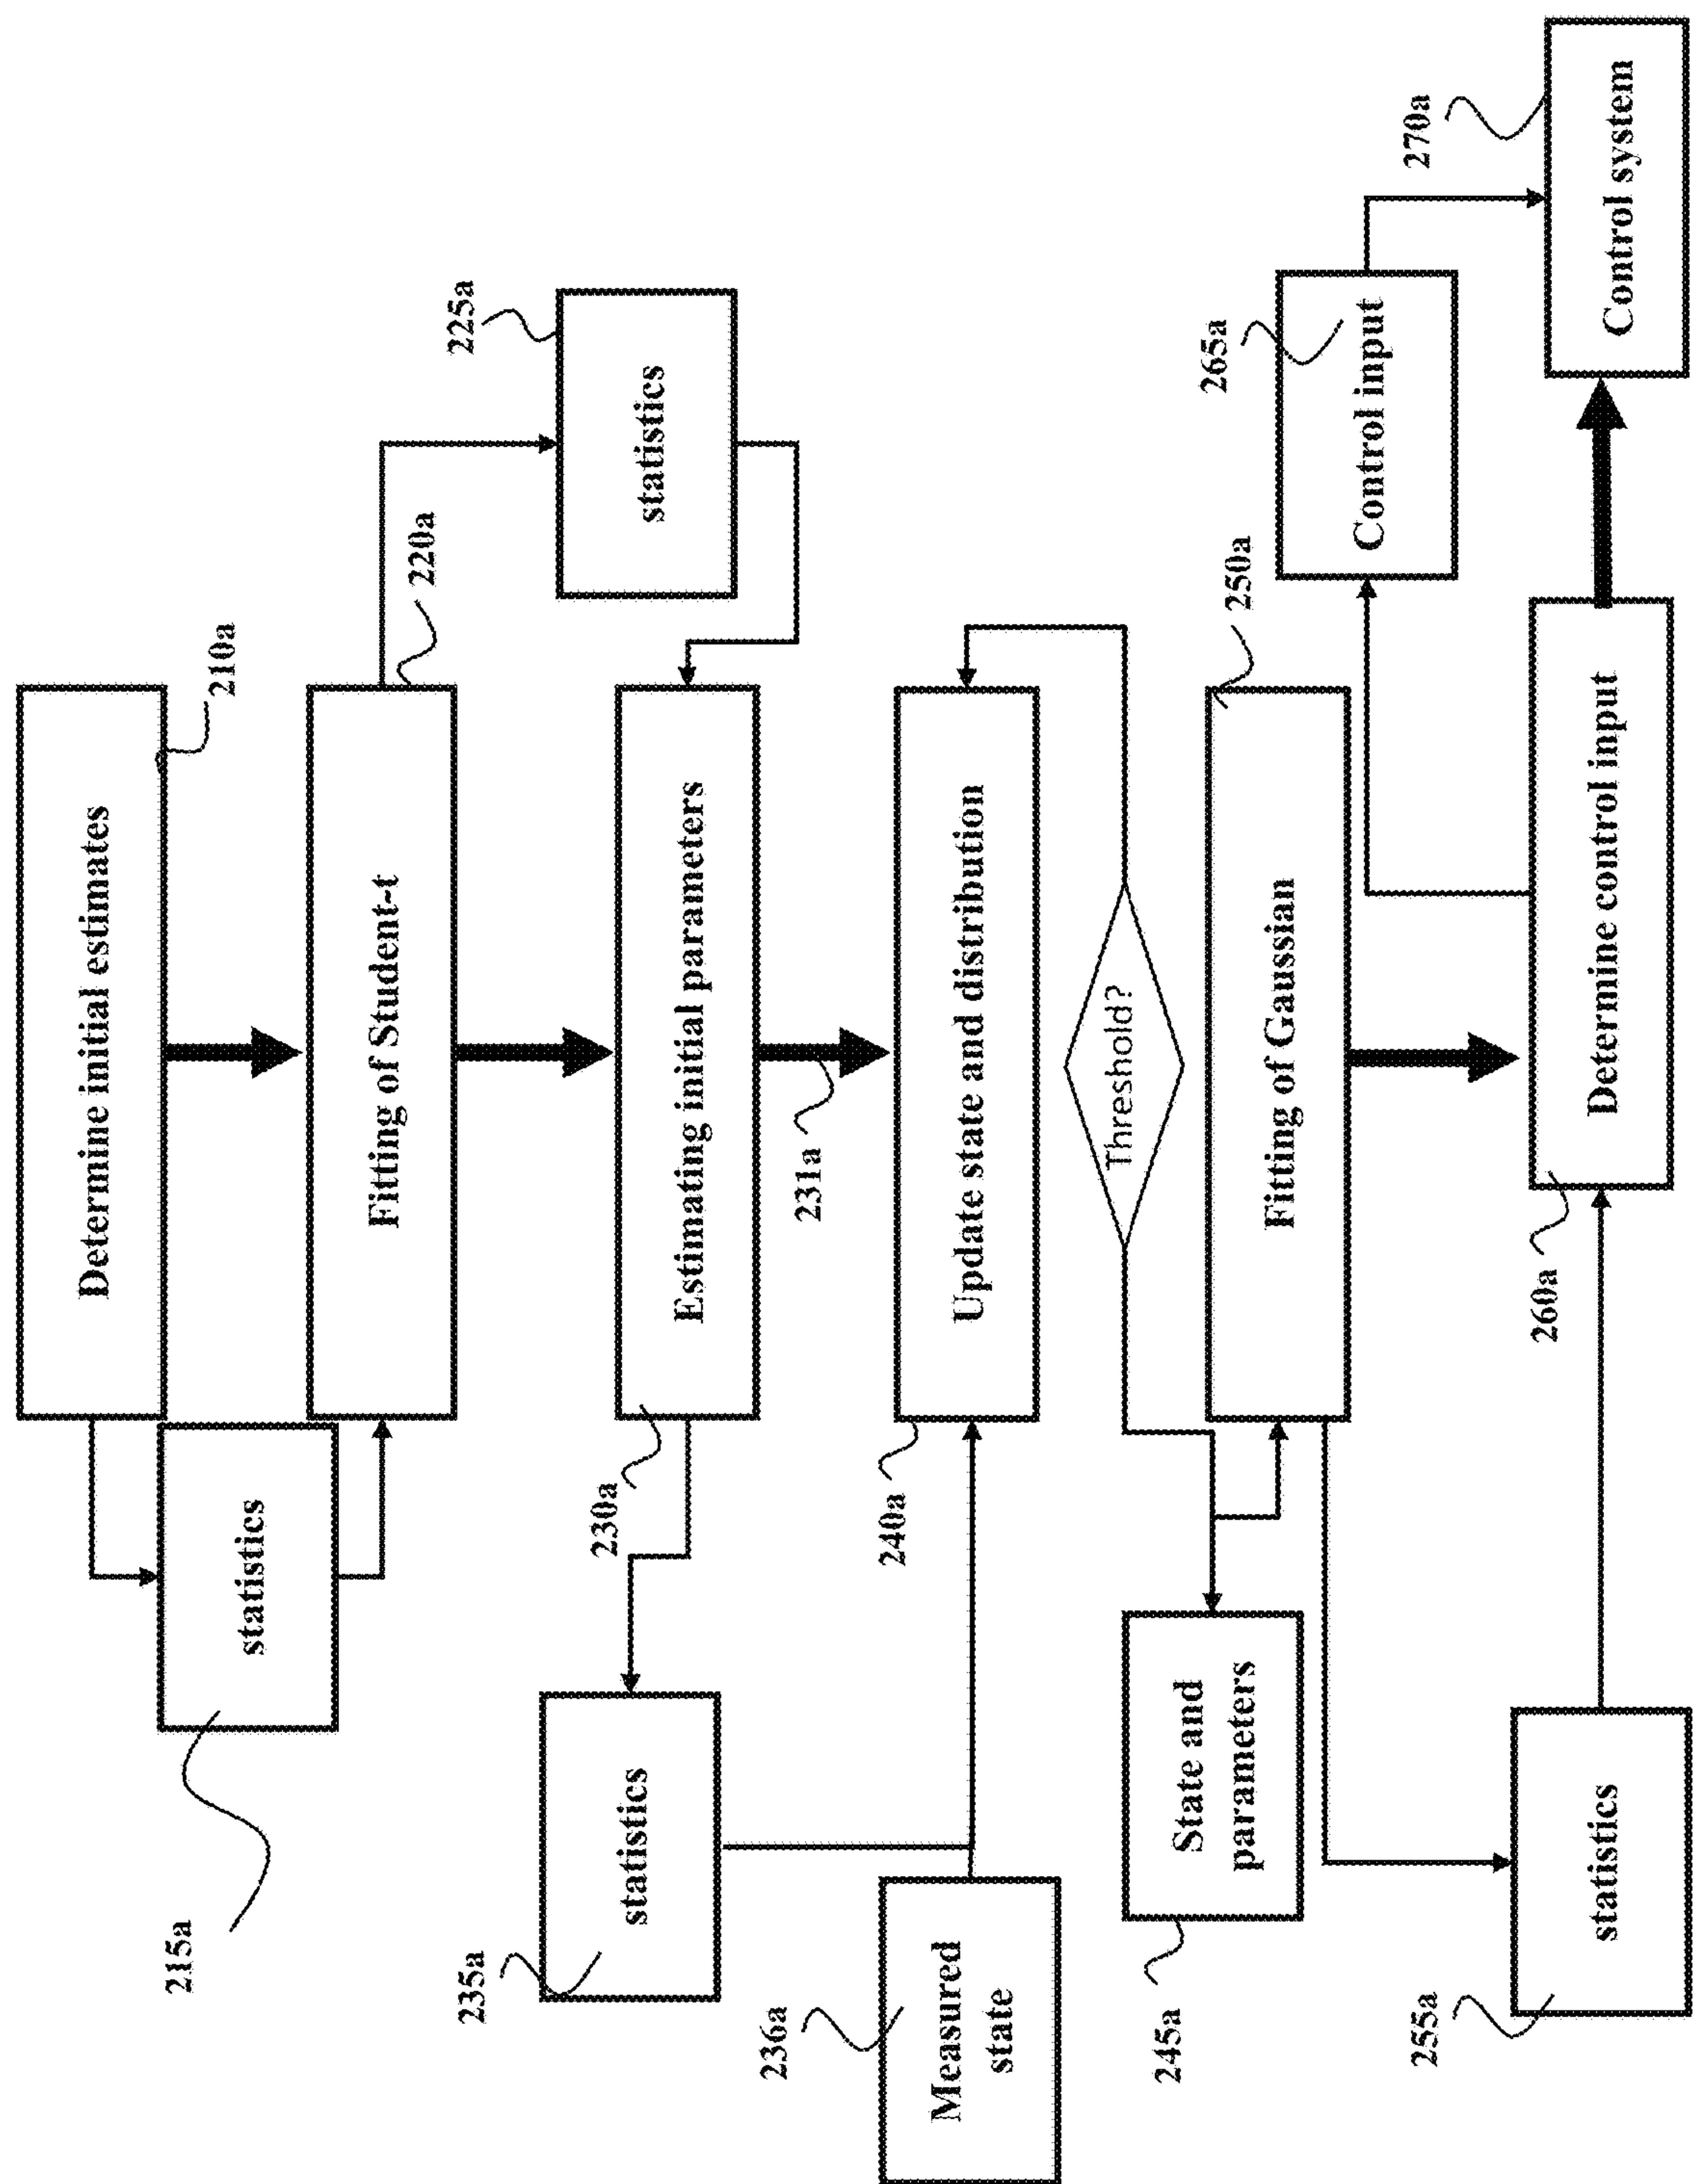 Determine initial estimates
210a
statistics
215a
Fitting of Student-t
220a
statistics
225a
Estimating initial parameters
230a
231a
statistics
235a
Measured
state
236a
Update state and distribution
240a
Threshold?
State and
parameters
245a
Fitting of Gaussian
250a
statistics
255a
Determine control input
260a
Control input
265a
Control system
270a